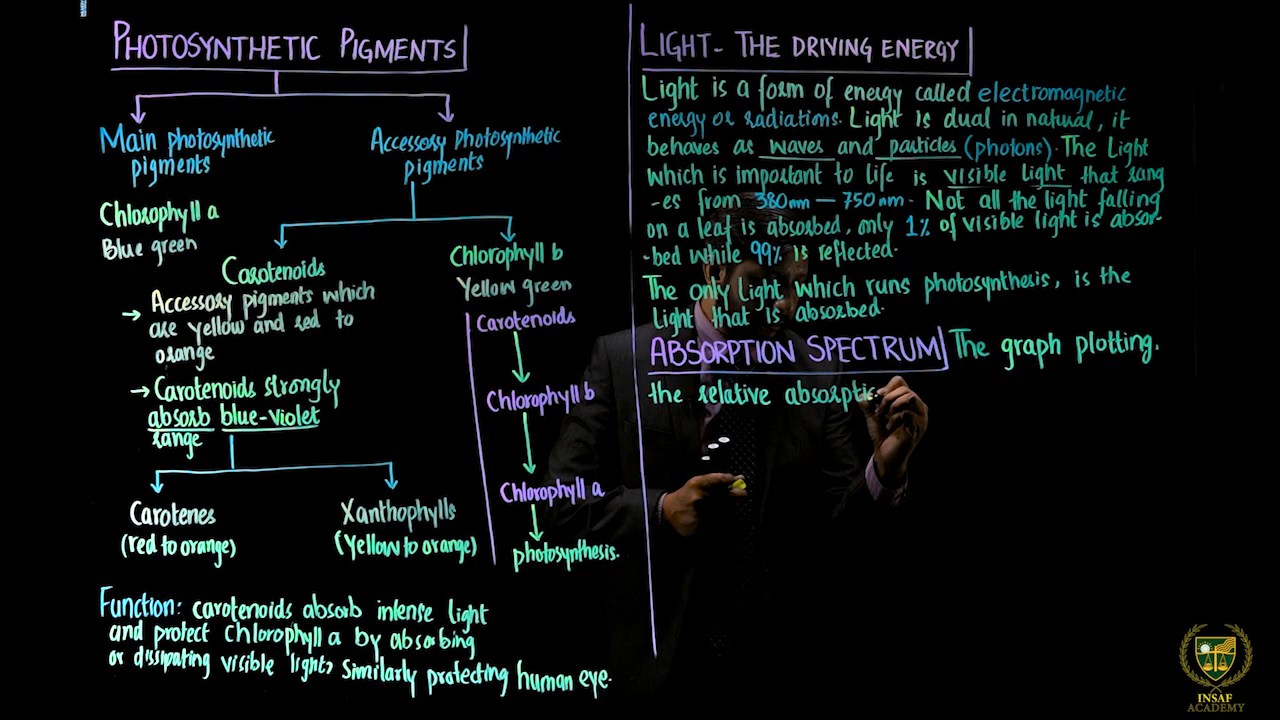 PHOTOSYNTHETIC PIGMENTS
Main photosynthetic
pigments
Accessory Photosynthetic
pigments
Chlorophyll a
Blue green
Carotenoids
→ Accessory pigments which
are yellow and red to
orange
→ Carotenoids strongly
absorb blue-violet
range
Carotenes
(red to orange)
Xanthophylls
(Yellow to orange)
Chlorophyll b
Yellow green
Carotenoids
Chlorophyll b
Chlorophyll a
photosynthesis.
Function: carotenoids absorb intense light
and protect Chlorophyll a by absorbing
or dissipating visible light, Similarly protecting human eye.
LIGHT- THE DRIVING ENERGY
Light is a form of energy called electromagnetic
energy or radiations. Light is dual in natural, it
behaves as waves and particles (photons). The Light
which is important to life is visible light that rang
-es from 380nm — 750nm. Not all the light falling
on a leaf is absorbed, only 1% of visible light is absor-
-bed while 99% is reflected.
The only Light which runs photosynthesis, is the
Light that is absorbed.
ABSORPTION SPECTRUM The graph plotting,
the relative absorptio
INSAF
ACADEMY